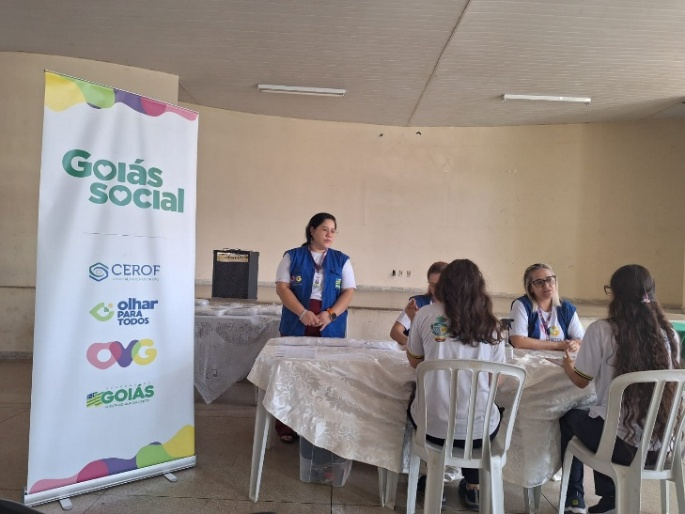 Goiás
social
CEROF
olhar
PARA
TODOS
OVG
GOIÁS